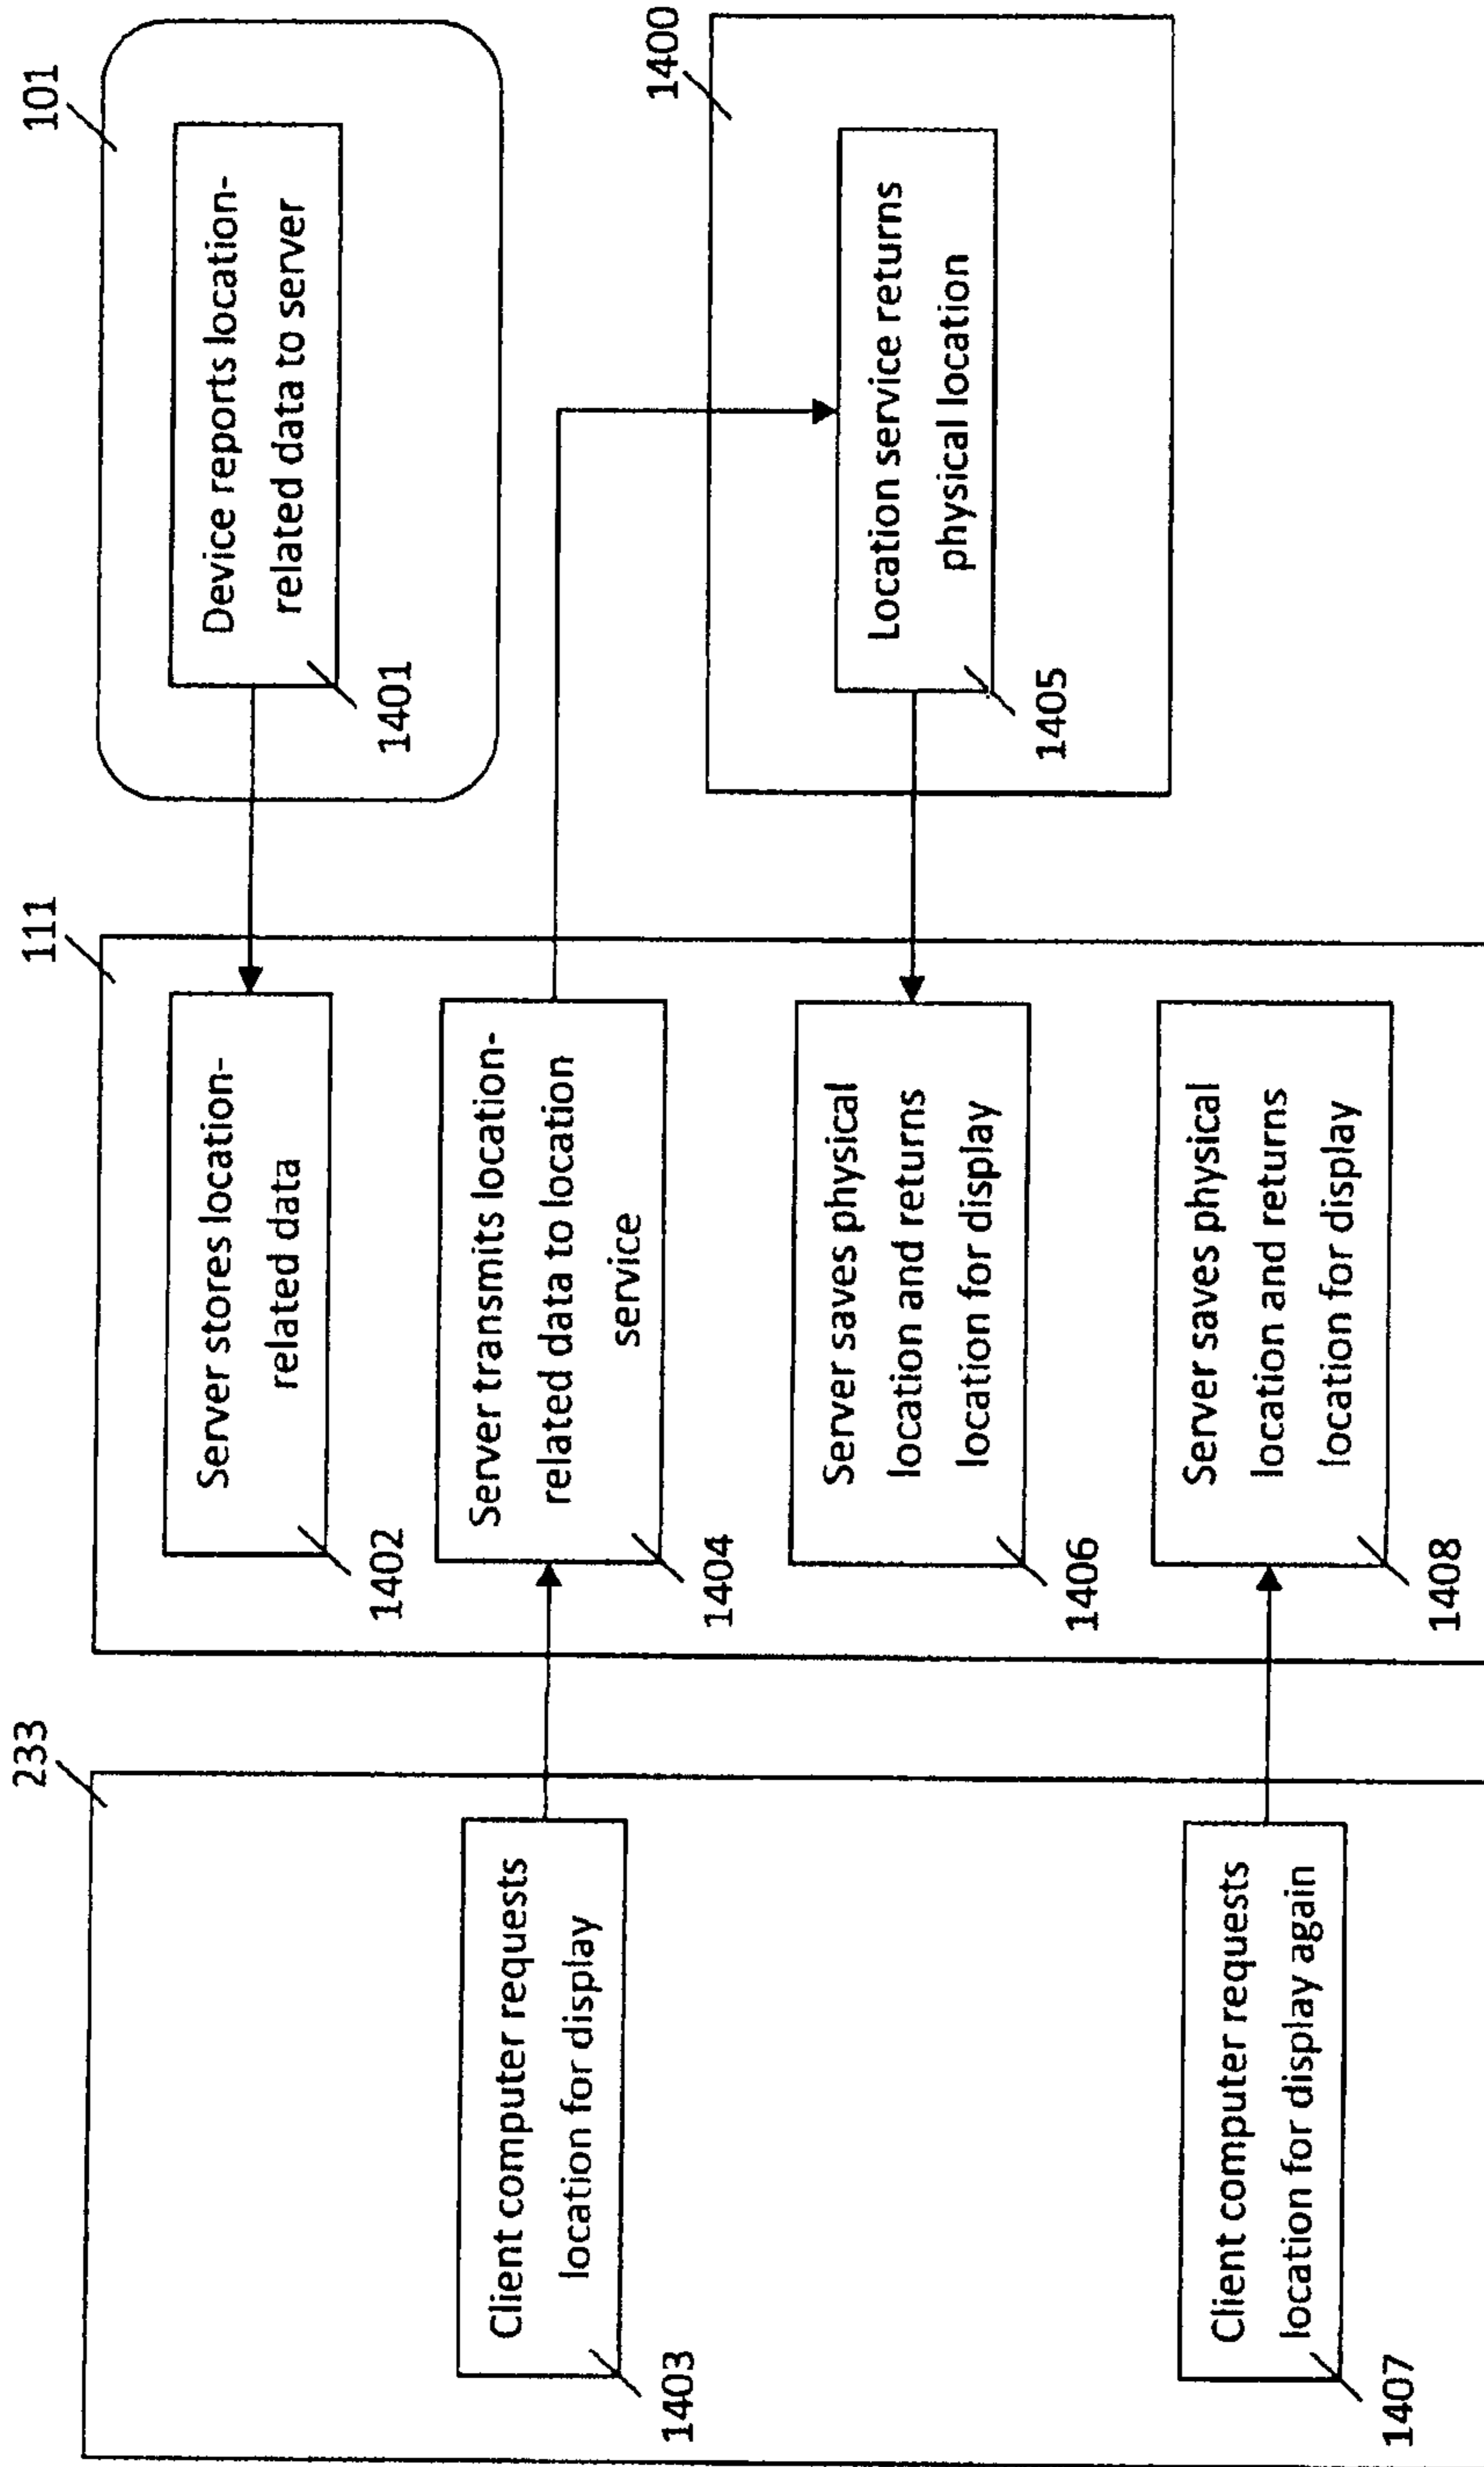 233
Client computer requests
location for display
1403
Client computer requests
location for display again
1407
111
Server stores location-
related data
1402
Server transmits location-
related data to location
service
1404
Server saves physical
location and returns
location for display
1406
Server saves physical
location and returns
location for display
1408
101
Device reports location-
related data to server
1401
1400
Location service returns
physical location
1405